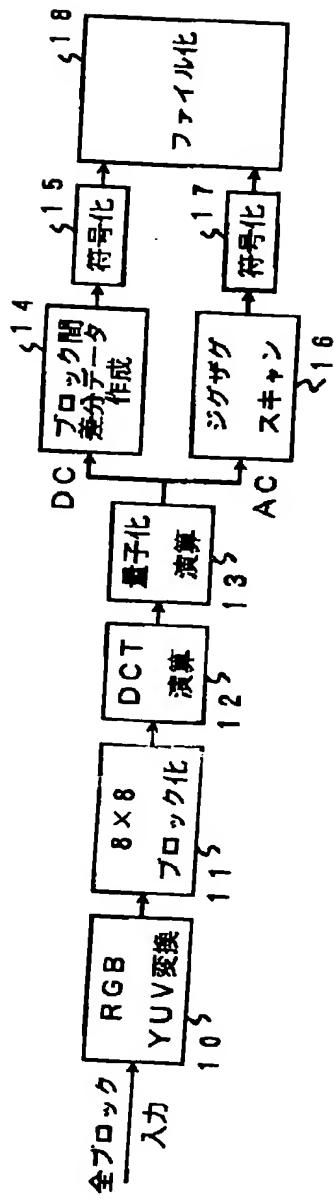 全ブロック
入力
RGB
YUV変換
10
8×8
ブロック化
11
DCT
演算
12
量子化
演算
13
DC
AC
14
ブロック間
差分データ
作成
15
符号化
ジグザグ
スキャン
16
17
符号化
18
ファイル化